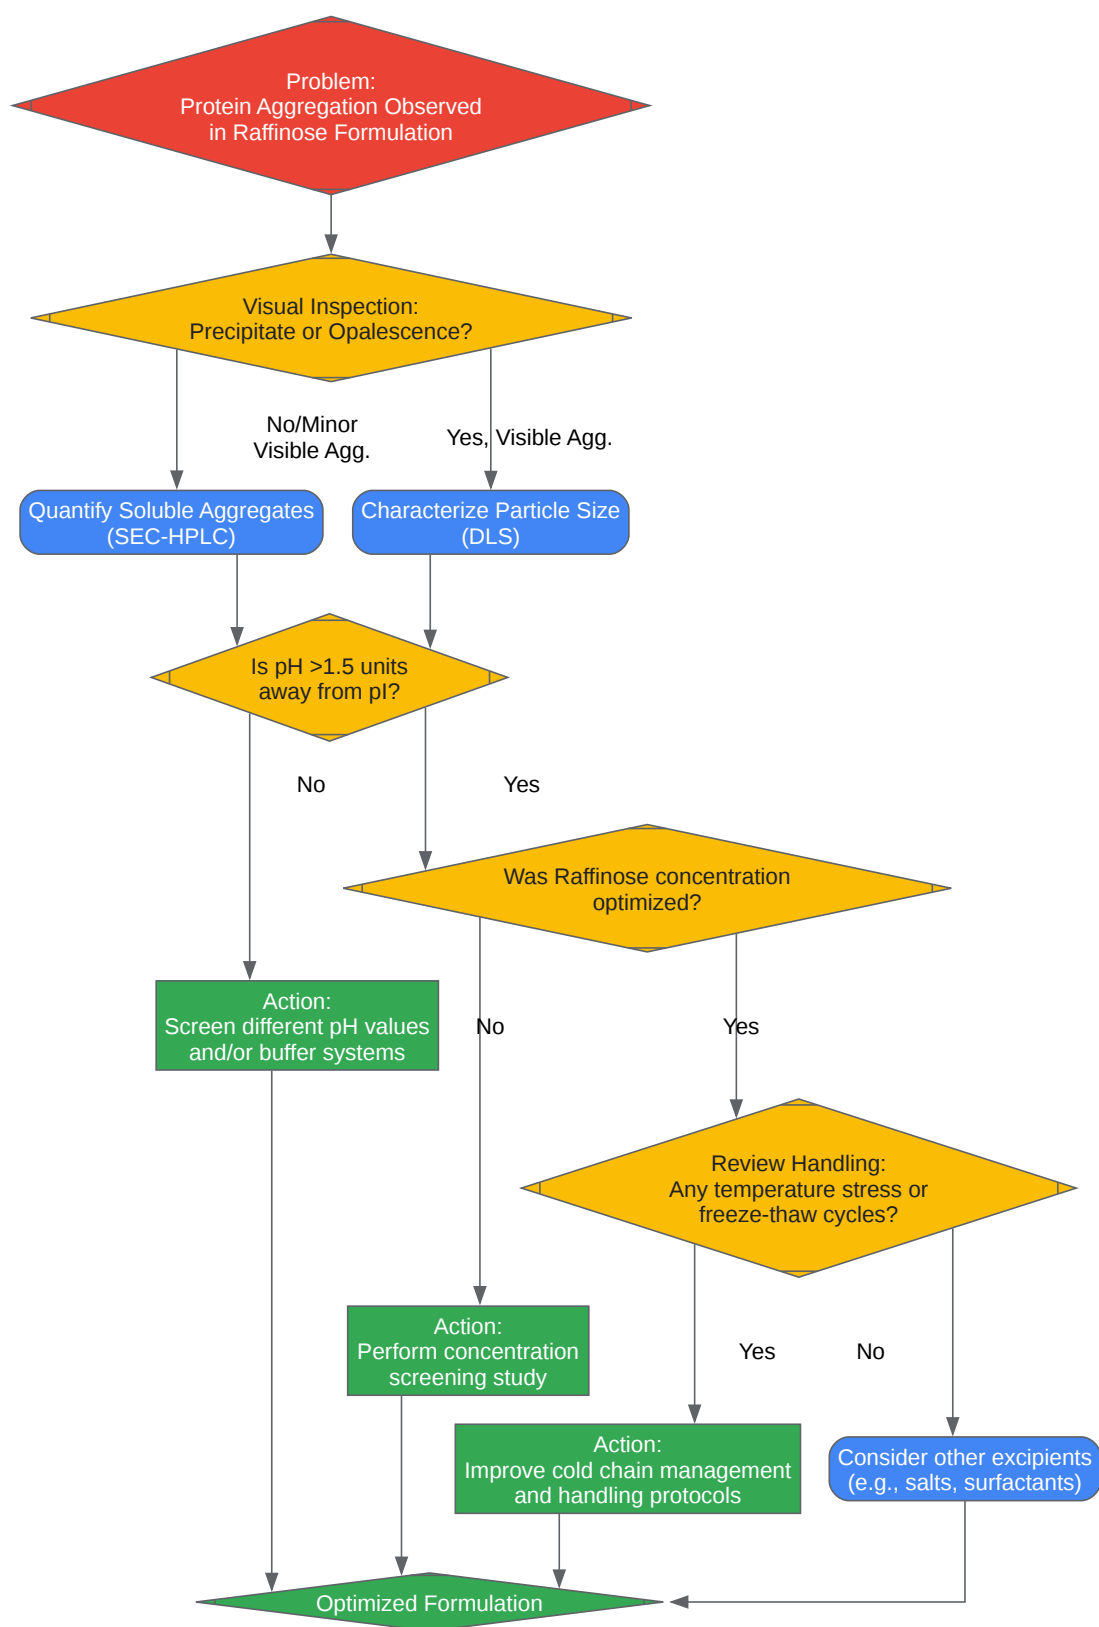 Problem:
Protein Aggregation Observed
in Raffinose Formulation
Visual Inspection:
Precipitate or Opalescence?
No/Minor
Visible Agg.
Yes, Visible Agg.
Quantify Soluble Aggregates
(SEC-HPLC)
Characterize Particle Size
(DLS)
Is pH >1.5 units
away from pI?
No
Yes
Was Raffinose concentration
optimized?
Action:
Screen different pH values
and/or buffer systems
No
Yes
Review Handling:
Any temperature stress or
freeze-thaw cycles?
Action:
Perform concentration
screening study
Yes
No
Action:
Improve cold chain management
and handling protocols
Consider other excipients
(e.g., salts, surfactants)
Optimized Formulation